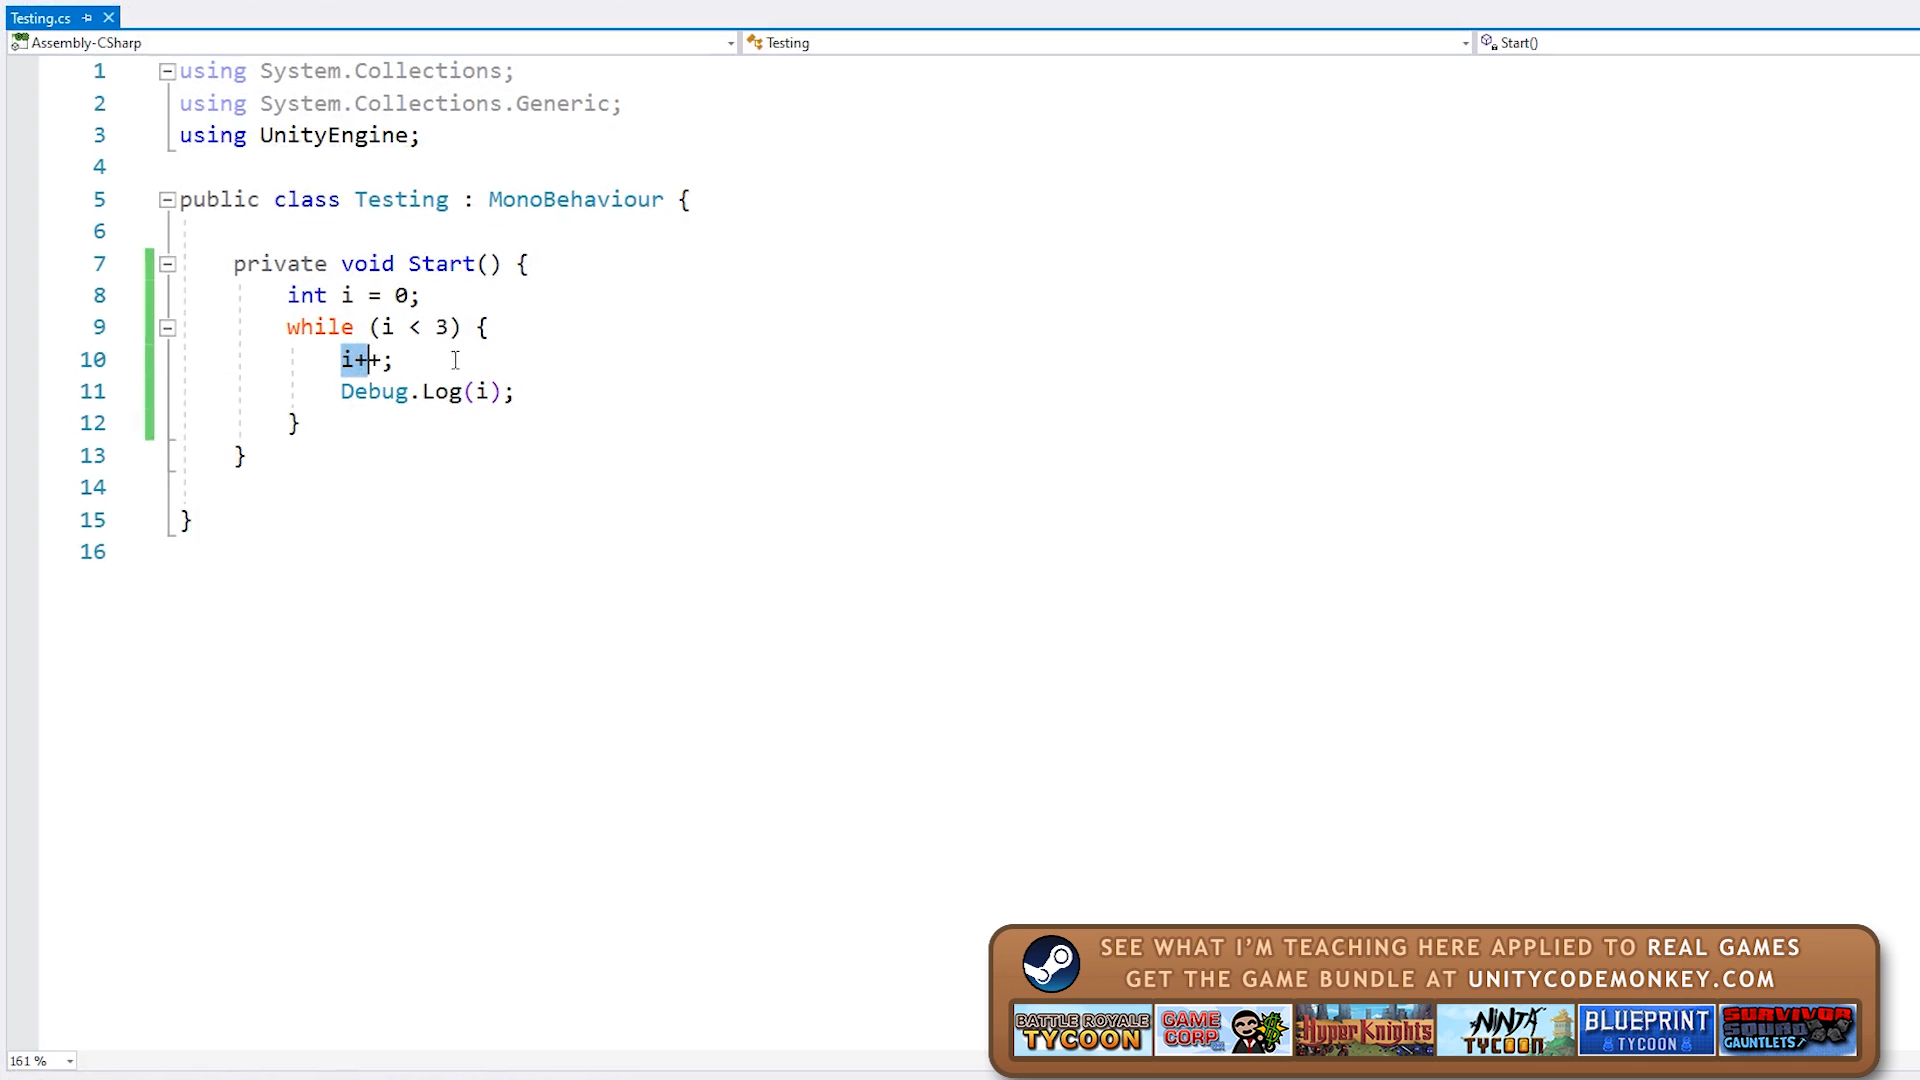 Testing.cs
Assembly-CSharp Testing Start()
1 using System.Collections;
2 using System.Collections.Generic;
3 using UnityEngine;
4
5 public class Testing : MonoBehaviour {
6
7 private void Start() {
8 int i = 0;
9 while (i < 3) {
10 i++;
11 Debug.Log(i);
12 }
13 }
14
15 }
16
SEE WHAT I'M TEACHING HERE APPLIED TO REAL GAMES
GET THE GAME BUNDLE AT UNITYCODEMONKEY.COM
BATTLE ROYALE
TYCOON
GAME
CORP
HYPER KNIGHTS
NINJA
TYCOON
BLUEPRINT
TYCOON
SURVIVOR
SQUAD
GAUNTLETS
161 %